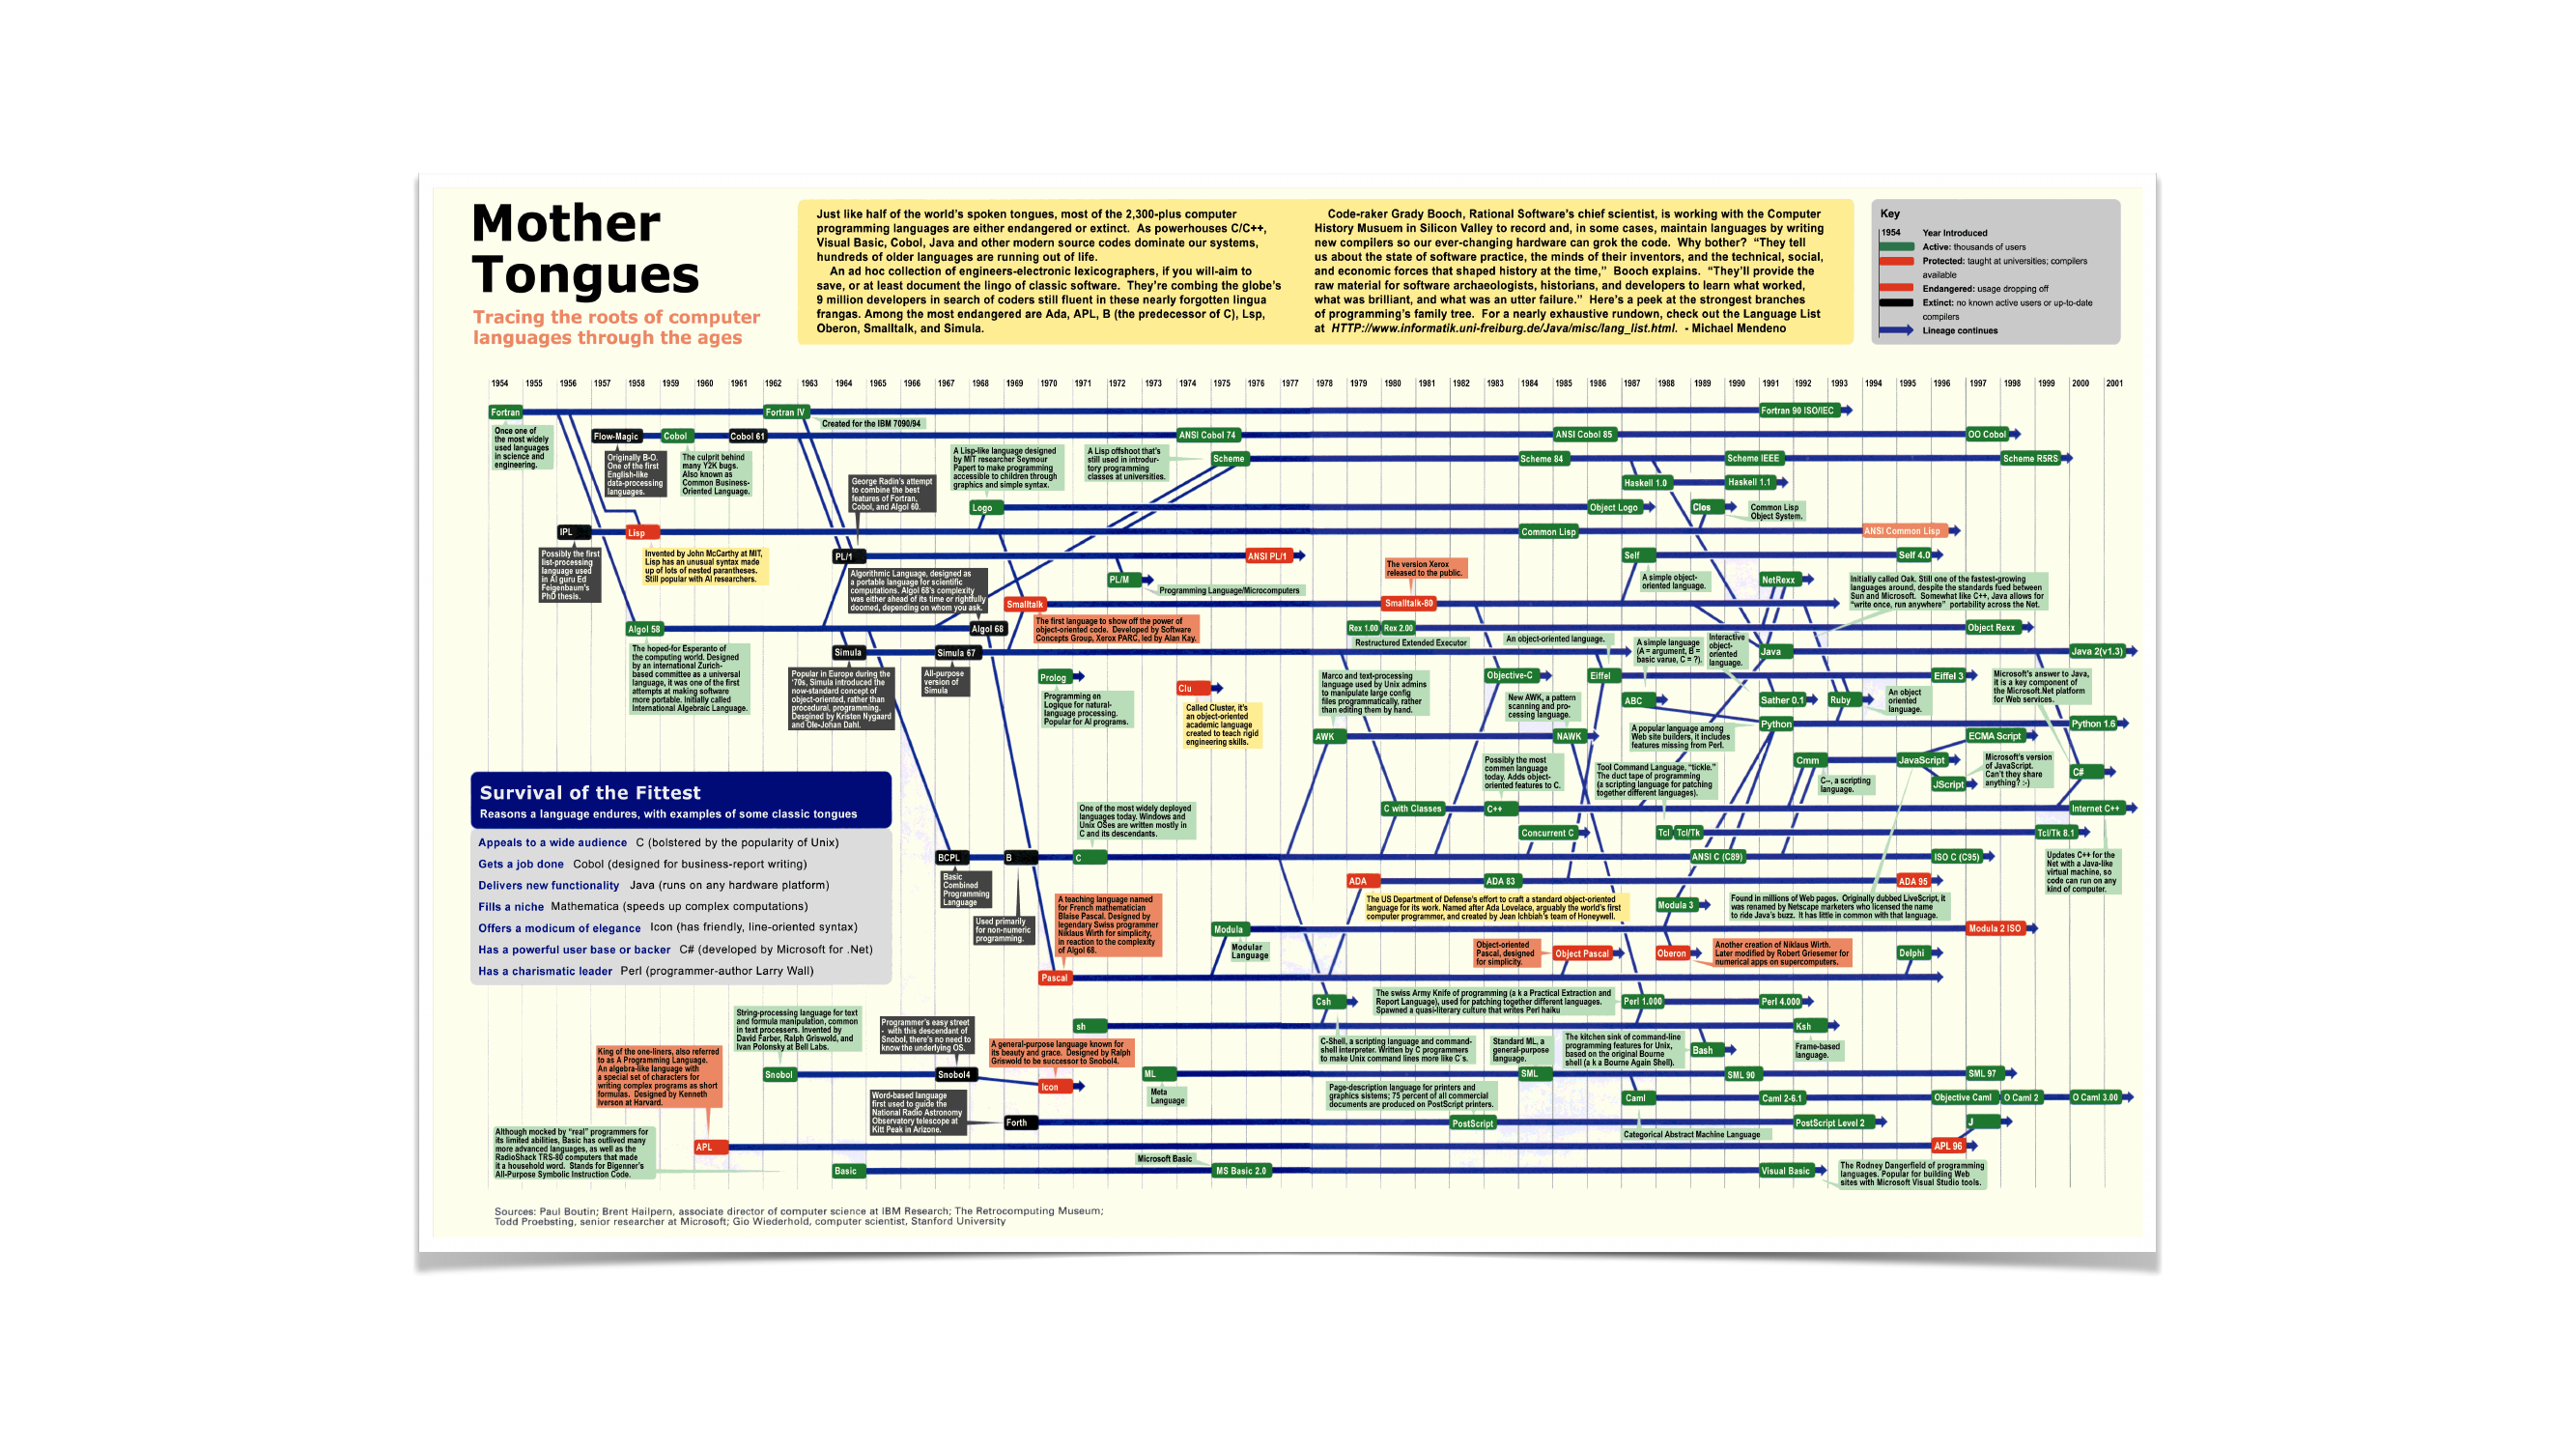 Mother
Tongues
Tracing the roots of computer
languages through the ages
Just like half of the world's spoken tongues, most of the 2,300-plus computer
programming languages are either endangered or extinct. As powerhouses C/C++,
Visual Basic, Cobol, Java and other modern source codes dominate our systems,
hundreds of older languages are running out of life.
An ad hoc collection of engineers-electronic lexicographers, if you will-aim to
save, or at least document the lingo of classic software. They're combing the globe's
9 million developers in search of coders still fluent in these nearly forgotten lingua
frangas. Among the most endangered are Ada, APL, B (the predecessor of C), Lsp,
Oberon, Smalltalk, and Simula.
Code-raker Grady Booch, Rational Software's chief scientist, is working with the Computer
History Musuem in Silicon Valley to record and, in some cases, maintain languages by writing
new compilers so our ever-changing hardware can grok the code. Why bother? "They tell
us about the state of software practice, the minds of their inventors, and the technical, social,
and economic forces that shaped history at the time," Booch explains. "They'll provide the
raw material for software archaeologists, historians, and developers to learn what worked,
what was brilliant, and what was an utter failure." Here's a peek at the strongest branches
of programming's family tree. For a nearly exhaustive rundown, check out the Language List
at HTTP://www.informatik.uni-freiburg.de/Java/misc/lang_list.html. - Michael Mendeno
Key
1954 Year Introduced
Active: thousands of users
Protected: taught at universities; compilers
available
Endangered: usage dropping off
Extinct: no known active users or up-to-date
compilers
Lineage continues
1954 1955 1956 1957 1958 1959 1960 1961 1962 1963 1964 1965 1966 1967 1968 1969 1970 1971 1972 1973 1974 1975 1976 1977 1978 1979 1980 1981 1982 1983 1984 1985 1986 1987 1988 1989 1990 1991 1992 1993 1994 1995 1996 1997 1998 1999 2000 2001
Fortran Fortran IV Fortran 90 ISO/IEC
Created for the IBM 7090/94
Once one of
the most widely
used languages
in science and
engineering.
Flow-Magic Cobol Cobol 61 ANSI Cobol 74 ANSI Cobol 85 OO Cobol
Originally B-O.
One of the first
English-like
data-processing
languages.
The culprit behind
many Y2K bugs.
Also known as
Common Business-
Oriented Language.
A Lisp-like language designed
by MIT researcher Seymour
Papert to make programming
accessible to children through
graphics and simple syntax.
A Lisp offshoot that's
still used in introdur-
tory programming
classes at universities.
Scheme Scheme 84 Scheme IEEE Scheme R5RS
Haskell 1.0 Haskell 1.1
George Radin's attempt
to combine the best
features of Fortran,
Cobol, and Algol 60.
Logo Object Logo Clos
Common Lisp
Object System.
IPL Lisp Common Lisp ANSI Common Lisp
Possibly the first
list-processing
language used
in AI guru Ed
Feigenbaum's
PhD thesis.
Invented by John McCarthy at MIT,
Lisp has an unusual syntax made
up of lots of nested parantheses.
Still popular with AI researchers.
PL/1 ANSI PL/1 Self Self 4.0
Algorithmic Language, designed as
a portable language for scientific
computations. Algol 68's complexity
was either ahead of its time or rightfully
doomed, depending on whom you ask.
The version Xerox
released to the public.
A simple object-
oriented language.
PL/M NetRexx
Programming Language/Microcomputers
Initially called Oak. Still one of the fastest-growing
languages around, despite the standards fued between
Sun and Microsoft. Somewhat like C++, Java allows for
"write once, run anywhere" portability across the Net.
Smalltalk Smalltalk-80
The first language to show off the power of
object-oriented code. Developed by Software
Concepts Group, Xerox PARC, led by Alan Kay.
Algol 58 Algol 68 Rex 1.00 Rex 2.00 Object Rexx
Restructured Extended Executor
An object-oriented language.
The hoped-for Esperanto of
the computing world. Designed
by an international Zurich-
based committee as a universal
language, it was one of the first
attempts at making software
more portable. Initially called
International Algebraic Language.
Simula Simula 67 Java Java 2(v1.3)
Popular in Europe during the
'70s, Simula introduced the
now-standard concept of
object-oriented, rather than
procedural, programming.
Desgined by Kristen Nygaard
and Ole-Johan Dahl.
All-purpose
version of
Simula
A simple language
(A = argument, B =
basic varue, C = ?).
Interactive
object-
oriented
language.
Prolog Clu Objective-C Eiffel Eiffel 3
Programming en
Logique for natural-
language processing.
Popular for AI programs.
Called Cluster, it's
an object-oriented
academic language
created to teach rigid
engineering skills.
Marco and text-processing
language used by Unix admins
to manipulate large config
files programmatically, rather
than editing them by hand.
New AWK, a pattern
scanning and pro-
cessing language.
ABC Sather 0.1 Ruby
An object
oriented
language.
Microsoft's answer to Java,
it is a key component of
the Microsoft.Net platform
for Web services.
Python Python 1.6
A popular language among
Web site builders, it includes
features missing from Perl.
AWK NAWK ECMA Script
Possibly the most
commen language
today. Adds object-
oriented features to C.
Tool Command Language, "tickle."
The duct tape of programming
(a scripting language for patching
together different languages).
Cmm JavaScript
C--, a scripting
language.
Microsoft's version
of JavaScript.
Can't they share
anything? :-)
C#
JScript
Survival of the Fittest
Reasons a language endures, with examples of some classic tongues
Appeals to a wide audience C (bolstered by the popularity of Unix)
Gets a job done Cobol (designed for business-report writing)
Delivers new functionality Java (runs on any hardware platform)
Fills a niche Mathematica (speeds up complex computations)
Offers a modicum of elegance Icon (has friendly, line-oriented syntax)
Has a powerful user base or backer C# (developed by Microsoft for .Net)
Has a charismatic leader Perl (programmer-author Larry Wall)
One of the most widely deployed
languages today. Windows and
Unix OSes are written mostly in
C and its descendants.
C with Classes C++ Internet C++
Concurrent C Tcl Tcl/Tk Tcl/Tk 8.1
BCPL B C ANSI C (C89) ISO C (C95)
Updates C++ for the
Net with a Java-like
virtual machine, so
code can run on any
kind of computer.
Basic
Combined
Programming
Language
Used primarily
for non-numeric
programming.
A teaching language named
for French mathematician
Blaise Pascal. Designed by
legendary Swiss programmer
Niklaus Wirth for simplicity,
in reaction to the complexity
of Algol 68.
ADA ADA 83 ADA 95
The US Department of Defense's effort to craft a standard object-oriented
language for its work. Named after Ada Lovelace, arguably the world's first
computer programmer, and created by Jean Ichbiah's team of Honeywell.
Modula 3
Found in millions of Web pages. Originally dubbed LiveScript, it
was renamed by Netscape marketers who licensed the name
to ride Java's buzz. It has little in common with that language.
Modula Modula 2 ISO
Modular
Language
Object-oriented
Pascal, designed
for simplicity.
Object Pascal Oberon
Another creation of Niklaus Wirth.
Later modified by Robert Griesemer for
numerical apps on supercomputers.
Delphi
Pascal
Csh
The swiss Army Knife of programming (a k a Practical Extraction and
Report Language), used for patching together different languages.
Spawned a quasi-literary culture that writes Perl haiku
Perl 1.000 Perl 4.000
sh Ksh
String-processing language for text
and formula manipulation, common
in text processers. Invented by
David Farber, Ralph Griswold, and
Ivan Polonsky at Bell Labs.
Programmer's easy street
- with this descendant of
Snobol, there's no need to
know the underlying OS.
A general-purpose language known for
its beauty and grace. Designed by Ralph
Griswold to be successor to Snobol4.
C-Shell, a scripting language and command-
shell interpreter. Written by C programmers
to make Unix command lines more like C's.
Standard ML, a
general-purpose
language.
The kitchen sink of command-line
programming features for Unix,
based on the original Bourne
shell (a k a Bourne Again Shell).
Bash
Frame-based
language.
King of the one-liners, also referred
to as A Programming Language.
An algebra-like language with
a special set of characters for
writing complex programs as short
formulas. Designed by Kenneth
Iverson at Harvard.
Snobol Snobol4 Icon ML SML SML 90 SML 97
Meta
Language
Page-description language for printers and
graphics sistems; 75 percent of all commercial
documents are produced on PostScript printers.
Word-based language
first used to guide the
National Radio Astronomy
Observatory telescope at
Kitt Peak in Arizone.
Caml Caml 2-6.1 Objective Caml O Caml 2 O Caml 3.00
Forth PostScript PostScript Level 2 J
Categorical Abstract Machine Language
Although mocked by "real" programmers for
its limited abilities, Basic has outlived many
more advanced languages, as well as the
RadioShack TRS-80 computers that made
it a household word. Stands for Bigenner's
All-Purpose Symbolic Instruction Code.
APL APL 96
Microsoft Basic
Basic MS Basic 2.0 Visual Basic
The Rodney Dangerfield of programming
languages. Popular for building Web
sites with Microsoft Visual Studio tools.
Sources: Paul Boutin; Brent Hailpern, associate director of computer science at IBM Research; The Retrocomputing Museum;
Todd Proebsting, senior researcher at Microsoft; Gio Wiederhold, computer scientist, Stanford University